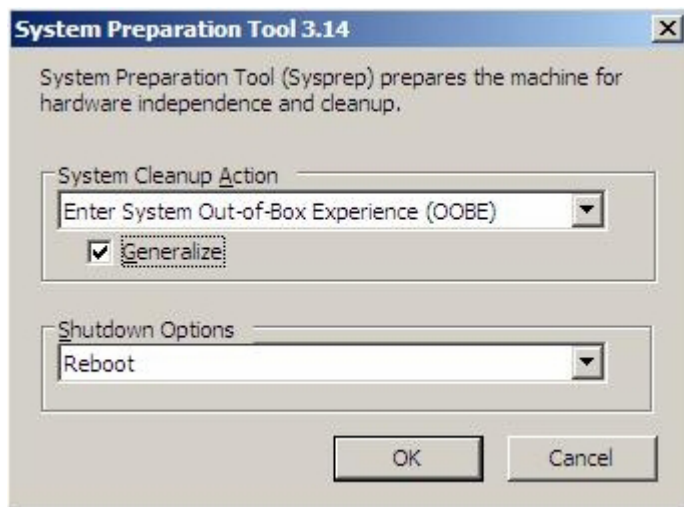 System Preparation Tool 3.14
System Preparation Tool (Sysprep) prepares the machine for
hardware independence and cleanup.
System Cleanup Action
Enter System Out-of-Box Experience (OOBE)
Generalize
Shutdown Options
Reboot
OK
Cancel